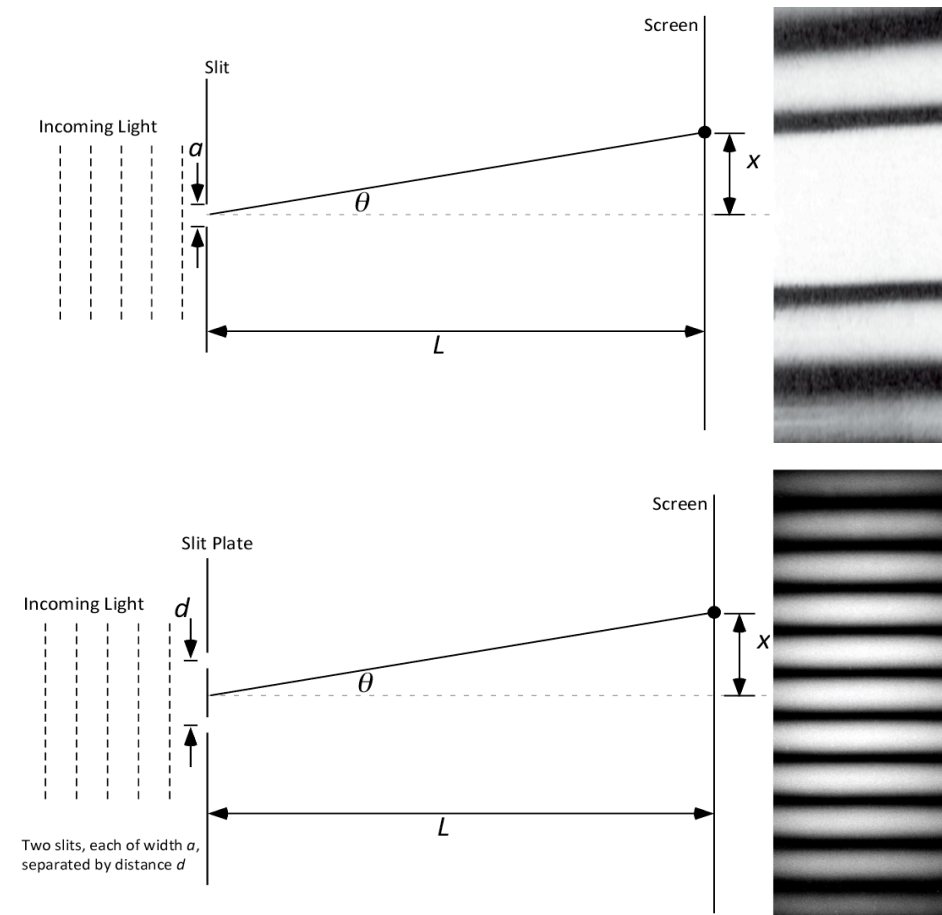 Screen
Slit
Incoming Light
a
x
θ
L
Screen
Slit Plate
Incoming Light
d
x
θ
L
Two slits, each of width a,
separated by distance d